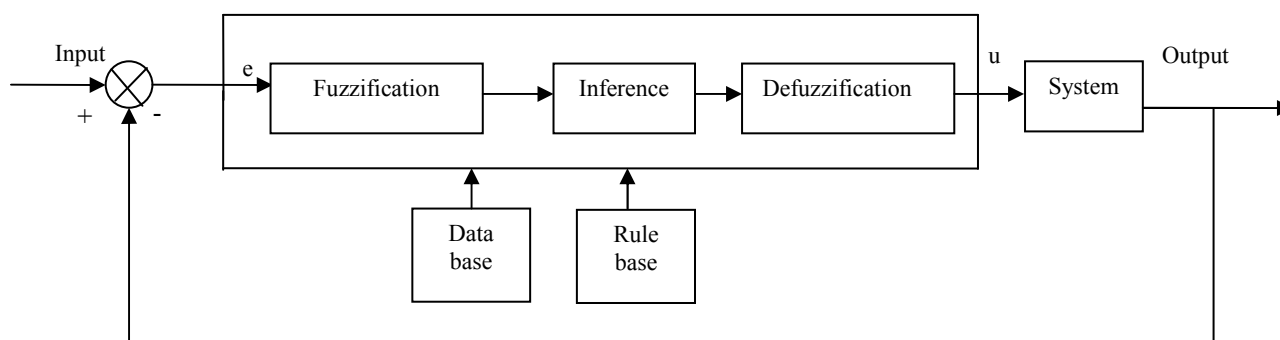 Input
+
-
e
Fuzzification
Inference
Defuzzification
u
System
Output
Data
base
Rule
base